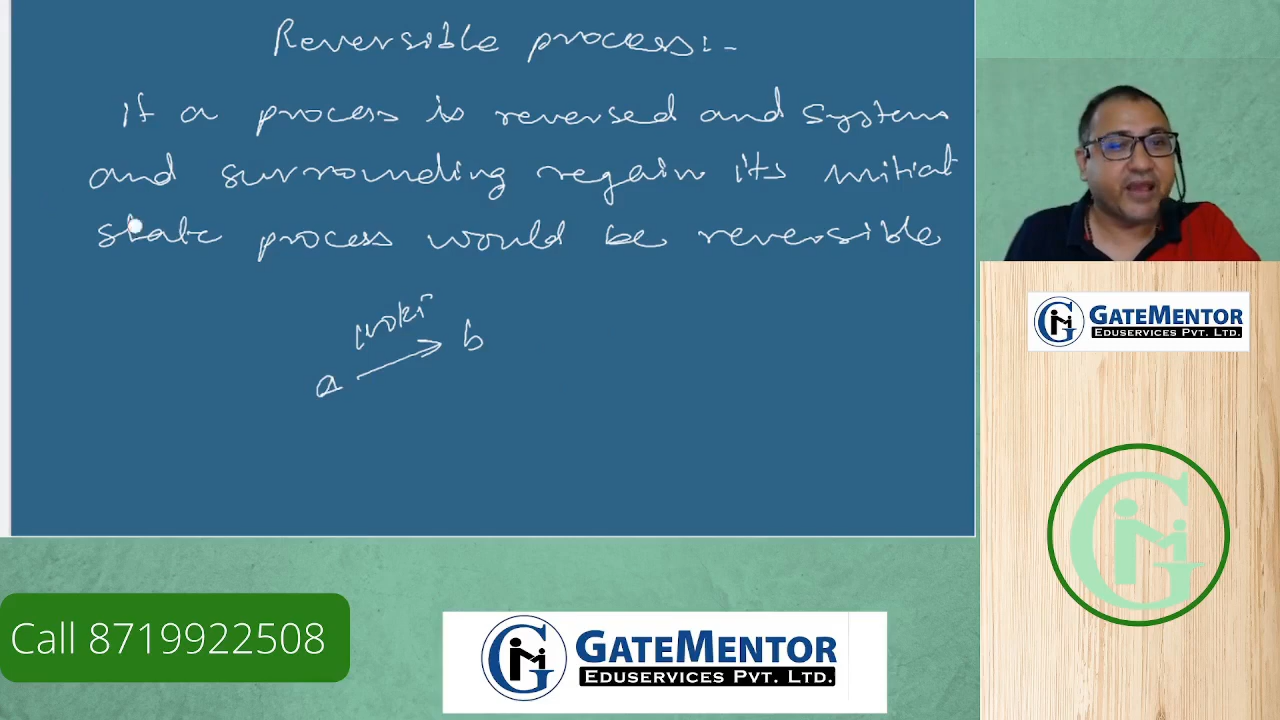 Reversible process:-
If a process is reversed and system
and surrounding regain its initial
state process would be reversible
a → b
GATEMENTOR
EDUSERVICES PVT. LTD.
Call 8719922508
GATEMENTOR
EDUSERVICES PVT. LTD.